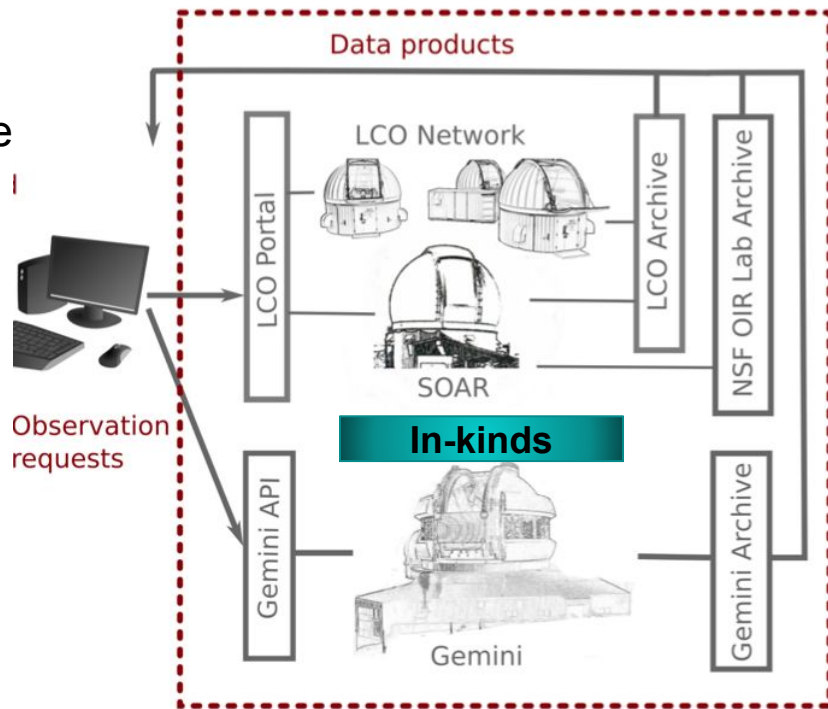 Data products
e
d
LCO Network
LCO Portal
LCO Archive
NSF OIR Lab Archive
SOAR
Observation
requests
In-kinds
Gemini API
Gemini Archive
Gemini